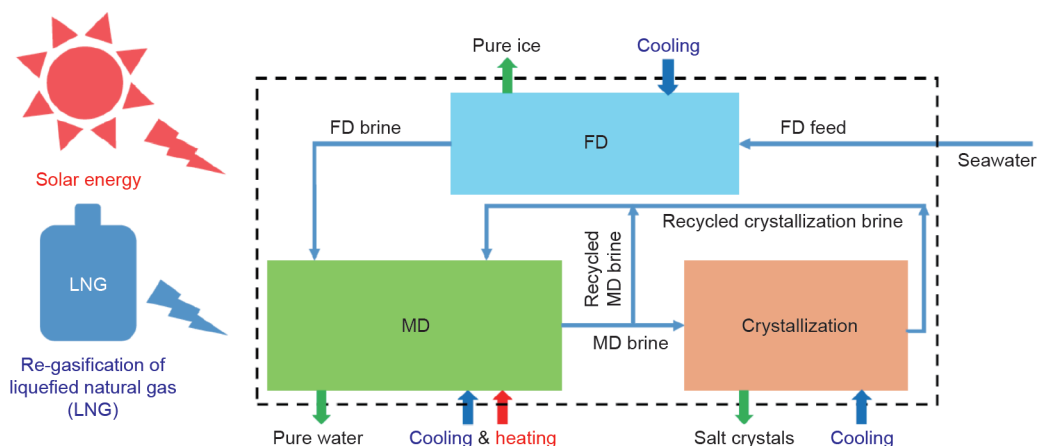 Pure ice
Cooling
FD brine
FD
FD feed
Seawater
Solar energy
Recycled crystallization brine
LNG
Recycled
MD brine
MD
Crystallization
MD brine
Re-gasification of
liquefied natural gas
(LNG)
Pure water
Cooling & heating
Salt crystals
Cooling